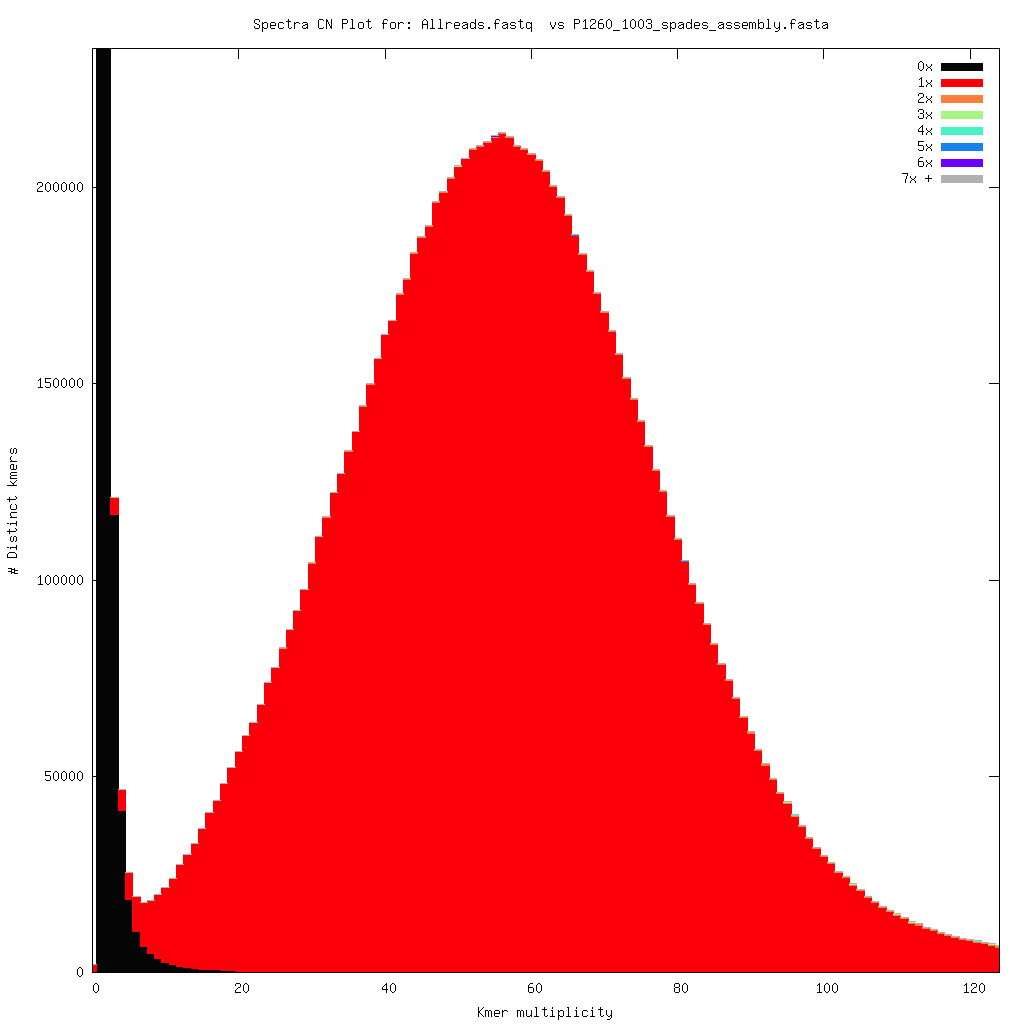 Spectra CN Plot for: Allreads.fastq  vs P1260_1003_spades_assembly.fasta
0x
1x
2x
3x
4x
5x
6x
7x +
200000
150000
100000
50000
0
# Distinct kmers
0 20 40 60 80 100 120
Kmer multiplicity